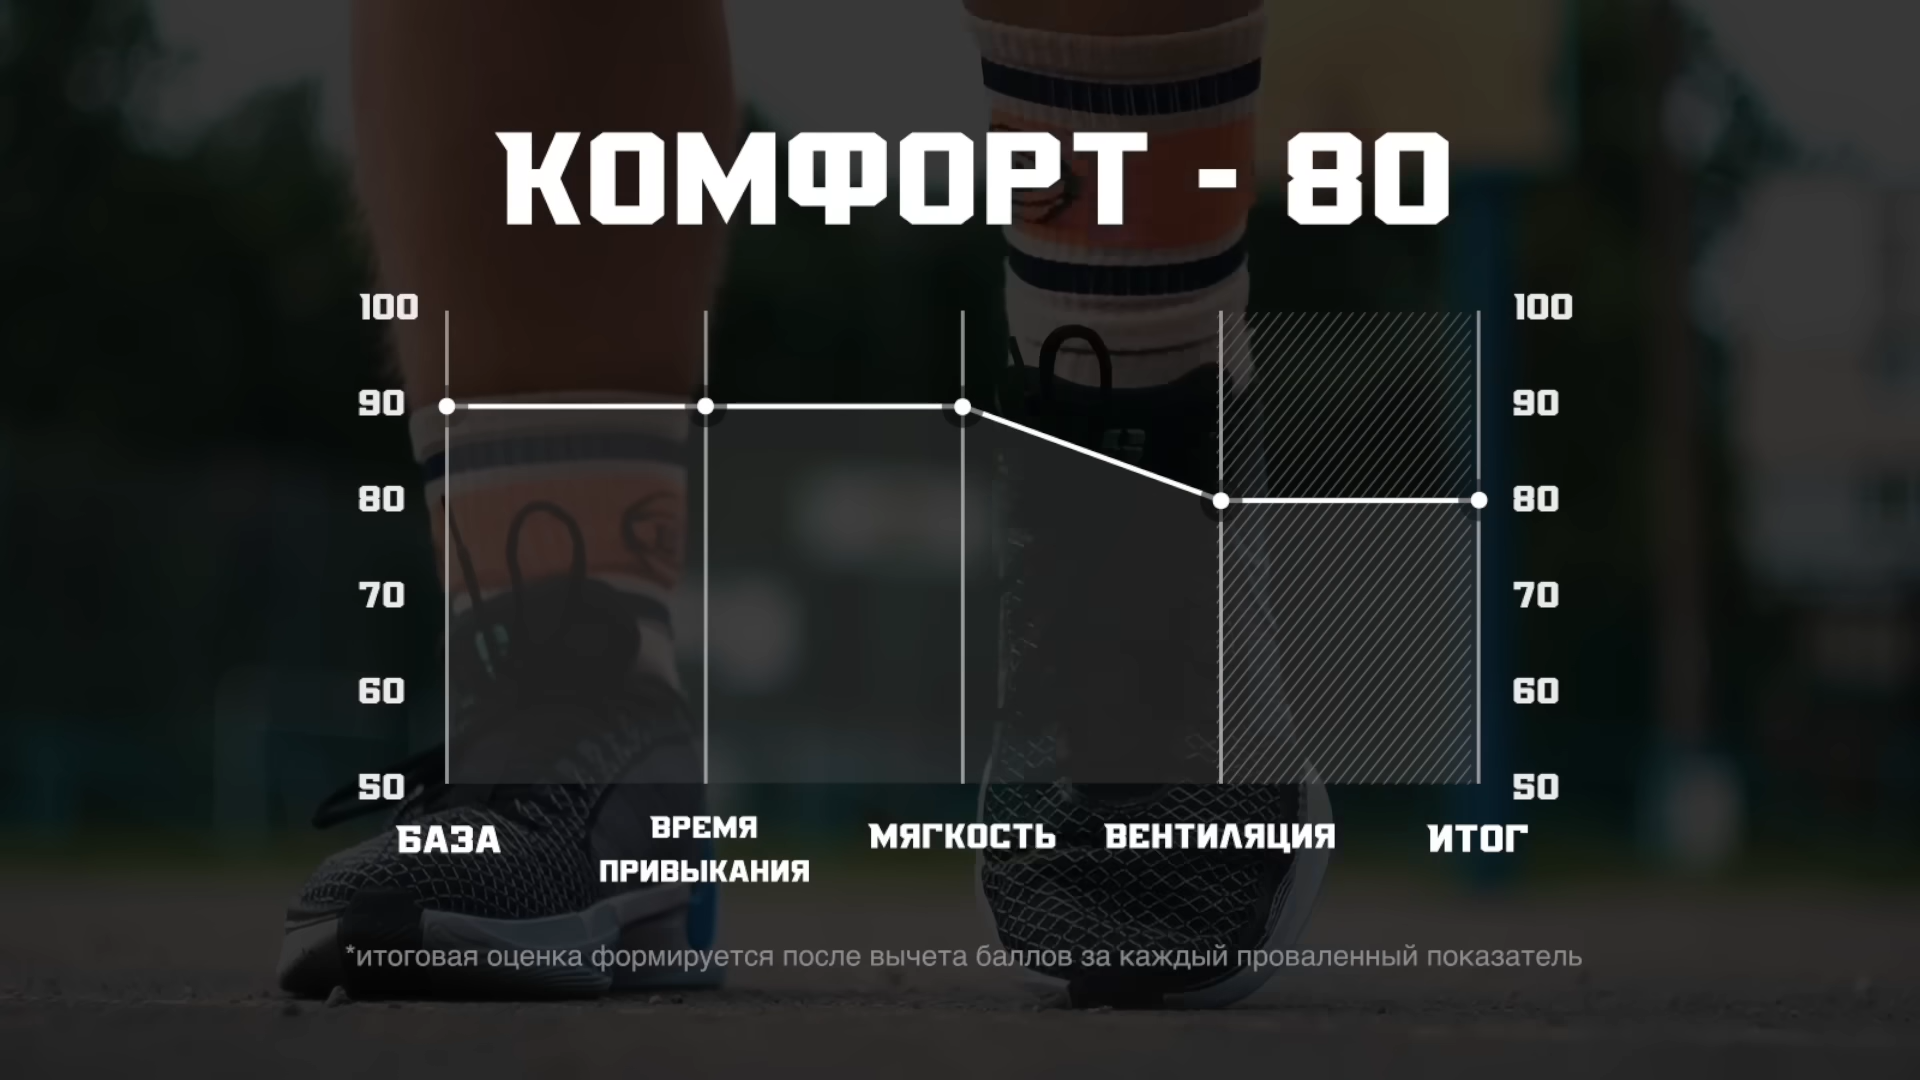 КОМФОРТ - 80
100 100
90 90
80 80
70 70
60 60
50 50
БАЗА ВРЕМЯ ПРИВЫКАНИЯ МЯГКОСТЬ ВЕНТИЛЯЦИЯ ИТОГ
*итоговая оценка формируется после вычета баллов за каждый проваленный показатель